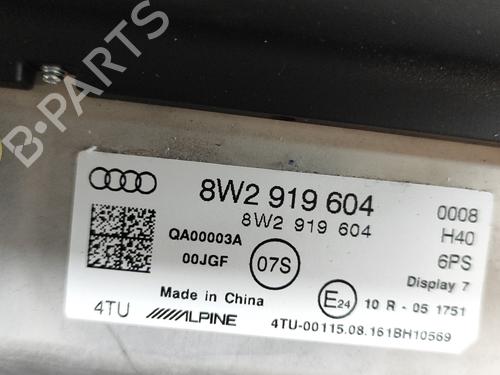 B-PARTS
8W2 919 604
8W2 919 604
0008
H40
6PS
Display 7
QA00003A
00JGF
07S
Made in China
E24
10 R - 05 1751
4TU
ALPINE
4TU-00115.08.161BH10569